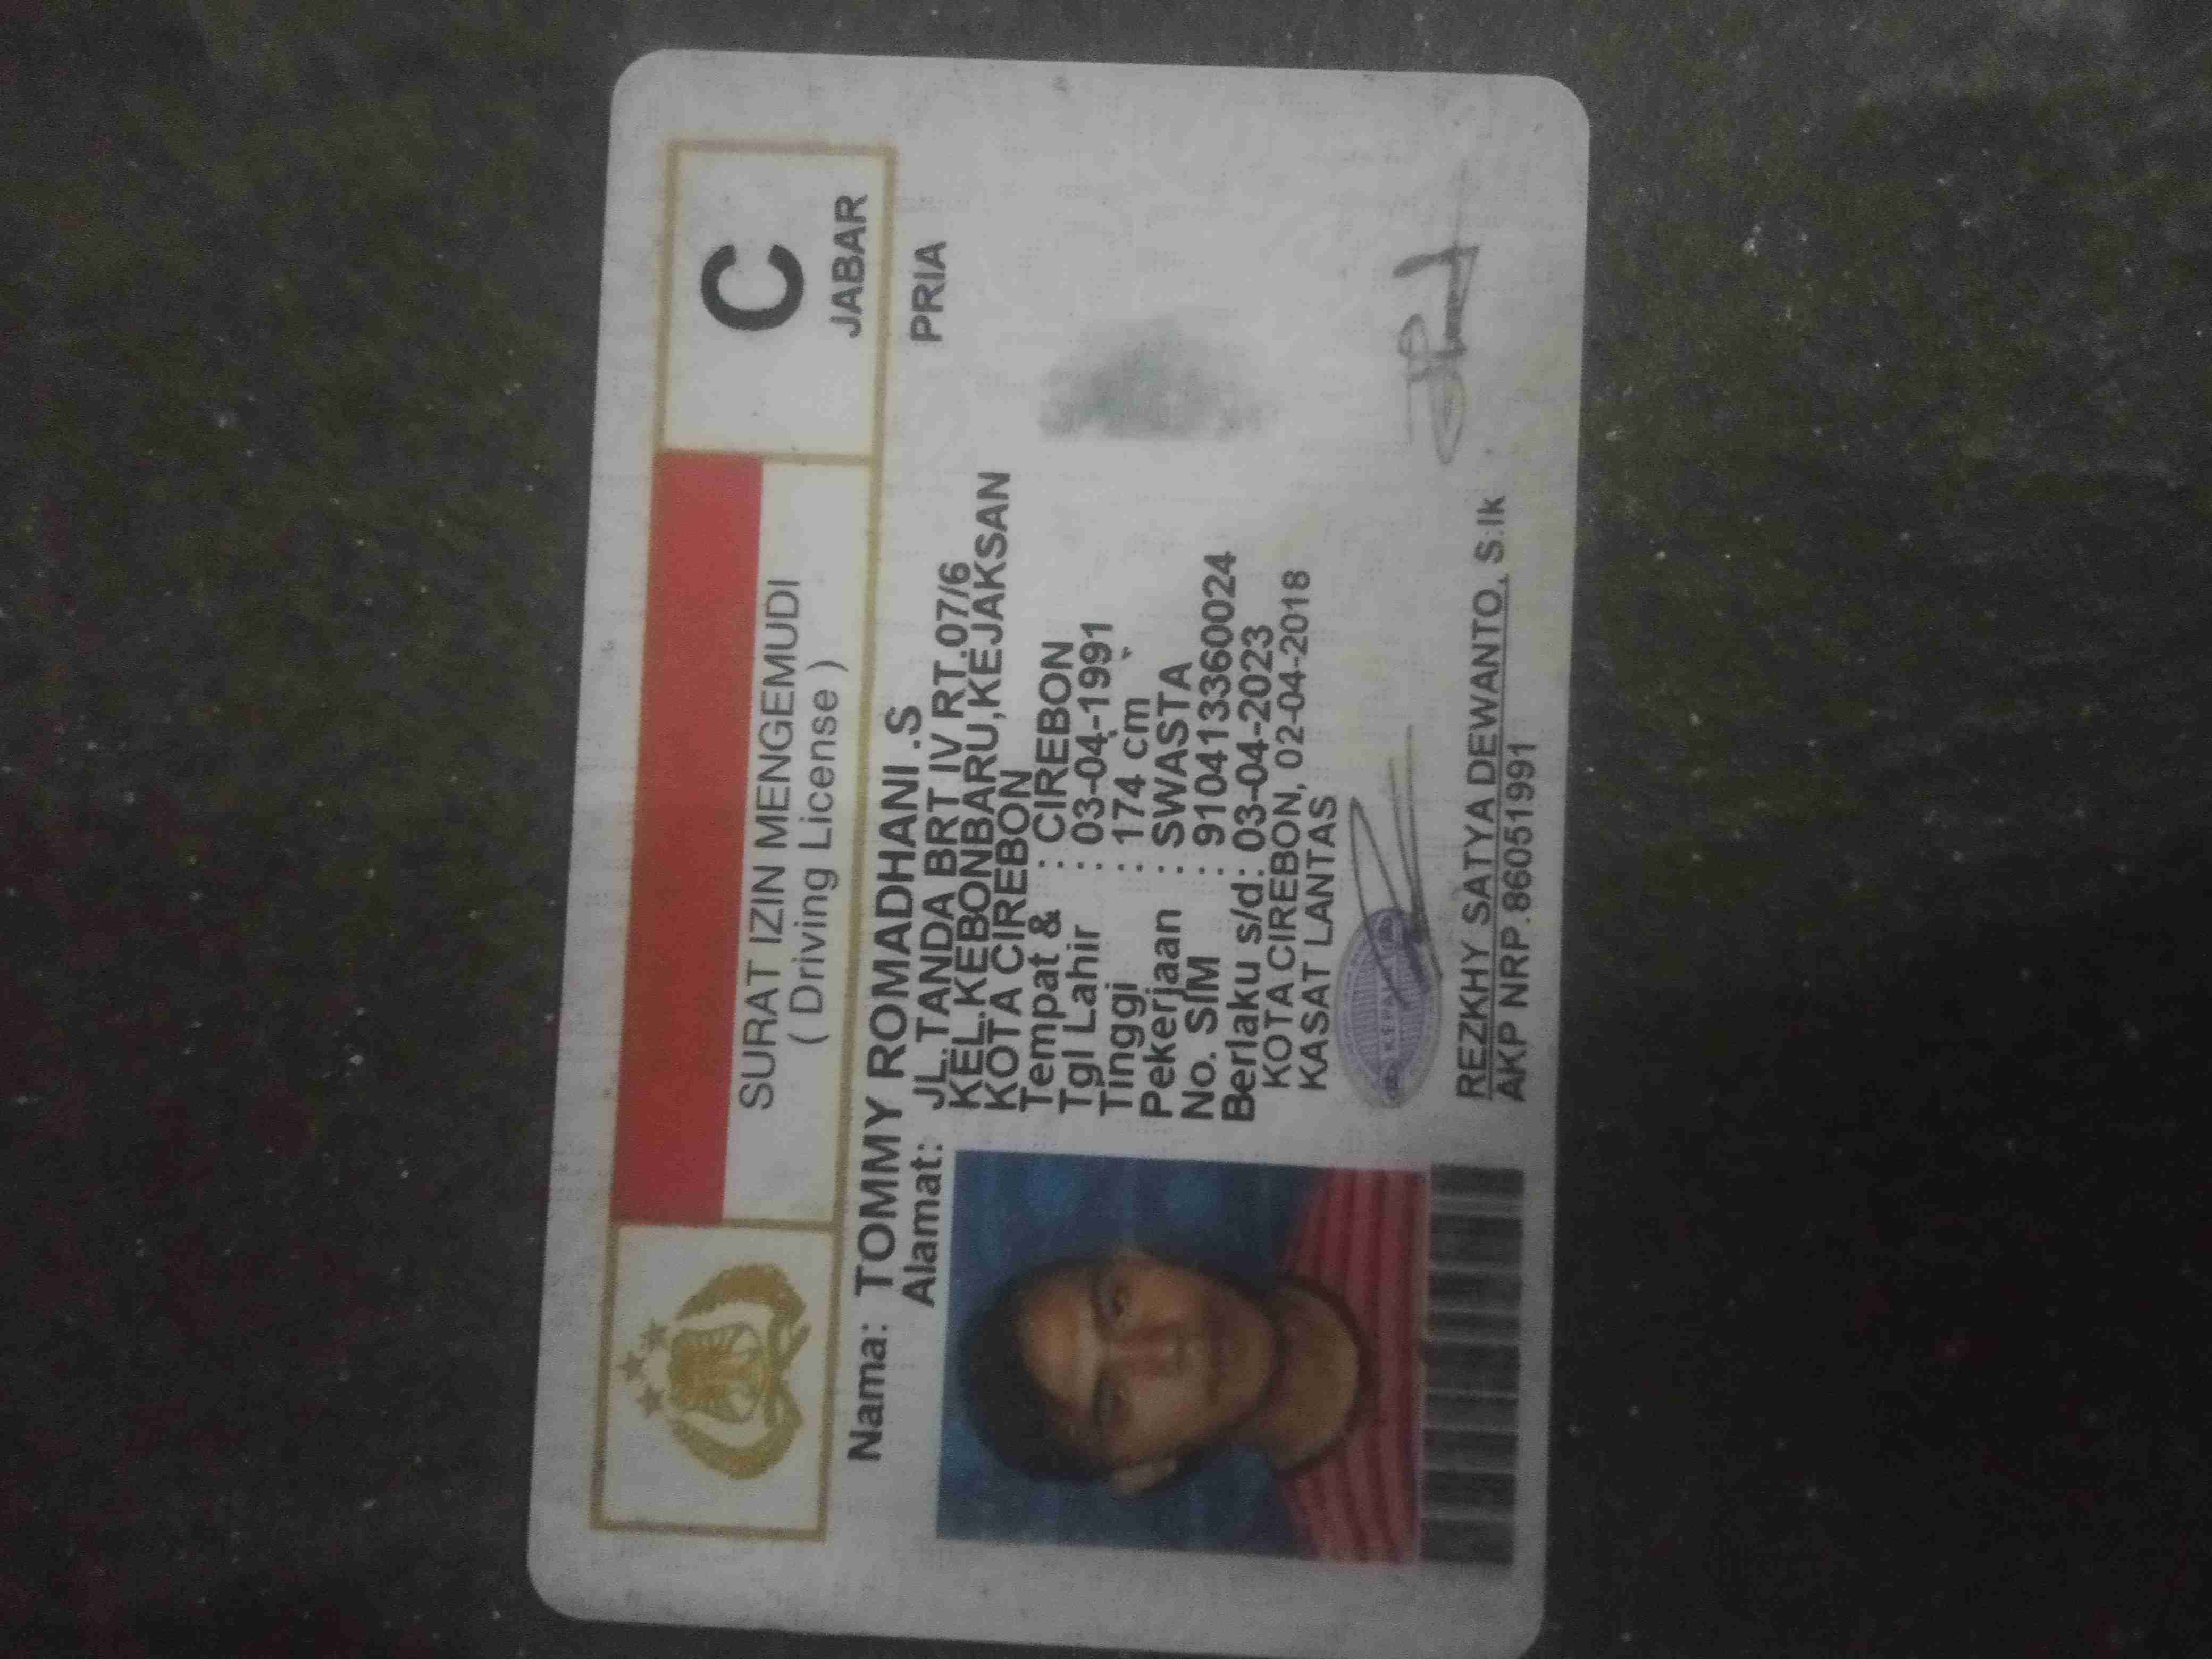 SURAT IZIN MENGEMUDI
( Driving License )
C
JABAR
Nama: TOMMY ROMADHANI .S
PRIA
Alamat: JL.TANDA BRT IV RT.07/6
KEL.KEBONBARU,KEJAKSAN
KOTA CIREBON
Tempat & : CIREBON
Tgl Lahir : 03-04-1991
Tinggi : 174 cm
Pekerjaan : SWASTA
No. SIM : 910413360024
Berlaku s/d: 03-04-2023
KOTA CIREBON, 02-04-2018
KASAT LANTAS
REZKHY SATYA DEWANTO, S.Ik
AKP NRP.86051991